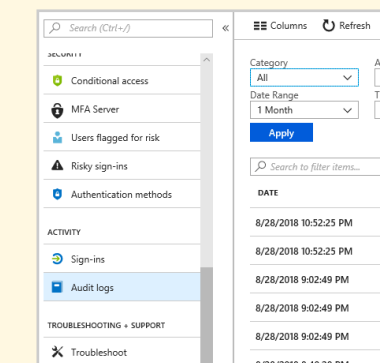 Search (Ctrl+/)
«
Columns
Refresh
SECURITY
Conditional access
MFA Server
Users flagged for risk
Risky sign-ins
Authentication methods
ACTIVITY
Sign-ins
Audit logs
TROUBLESHOOTING + SUPPORT
Troubleshoot
Category
A
All
Date Range
T
1 Month
Apply
Search to filter items...
DATE
8/28/2018 10:52:25 PM
8/28/2018 10:52:25 PM
8/28/2018 9:02:49 PM
8/28/2018 9:02:49 PM
8/28/2018 9:02:49 PM